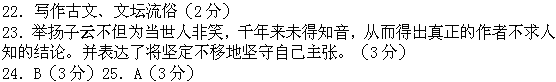 22. 写作古文、文坛流俗（2分）
23. 举扬子云不但为当世人非笑，千年来未得知音，从而得出真正的作者不求人
知的结论。并表达了将坚定不移地坚守自己主张。（3分）
24. B（3分）25. A（3分）